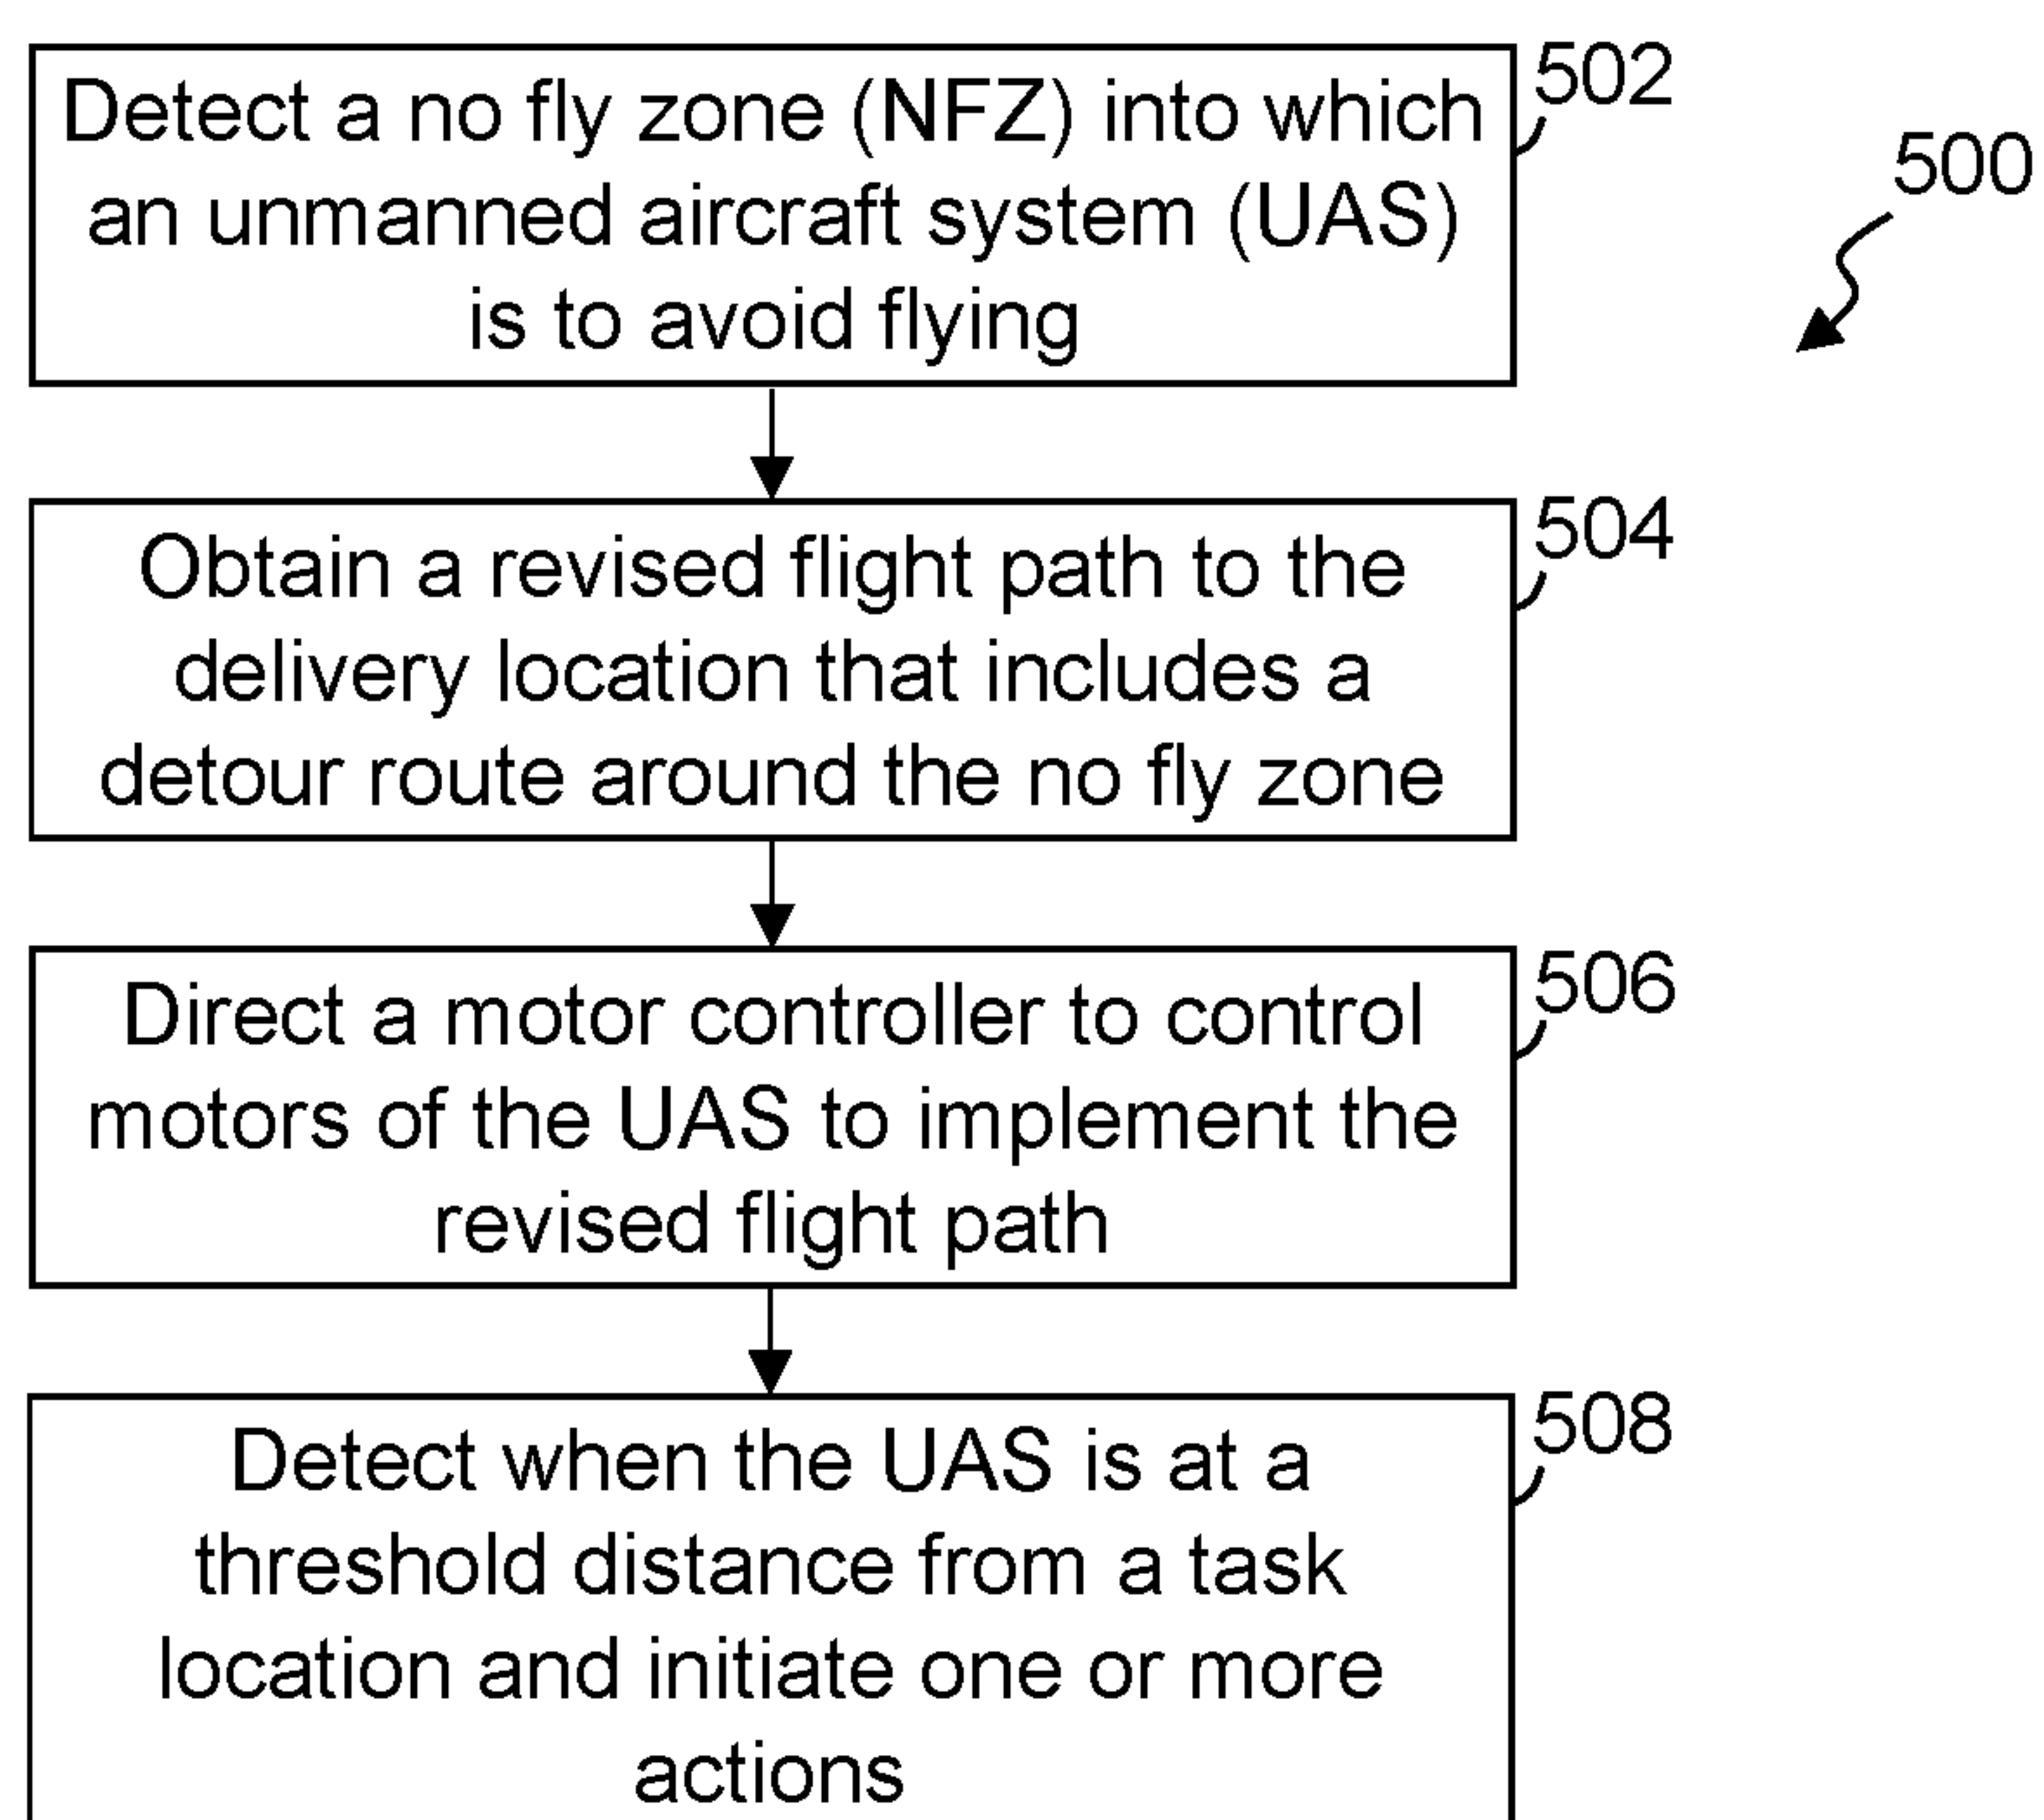 Detect a no fly zone (NFZ) into which
an unmanned aircraft system (UAS)
is to avoid flying
502
500
Obtain a revised flight path to the
delivery location that includes a
detour route around the no fly zone
504
Direct a motor controller to control
motors of the UAS to implement the
revised flight path
506
Detect when the UAS is at a
threshold distance from a task
location and initiate one or more
actions
508